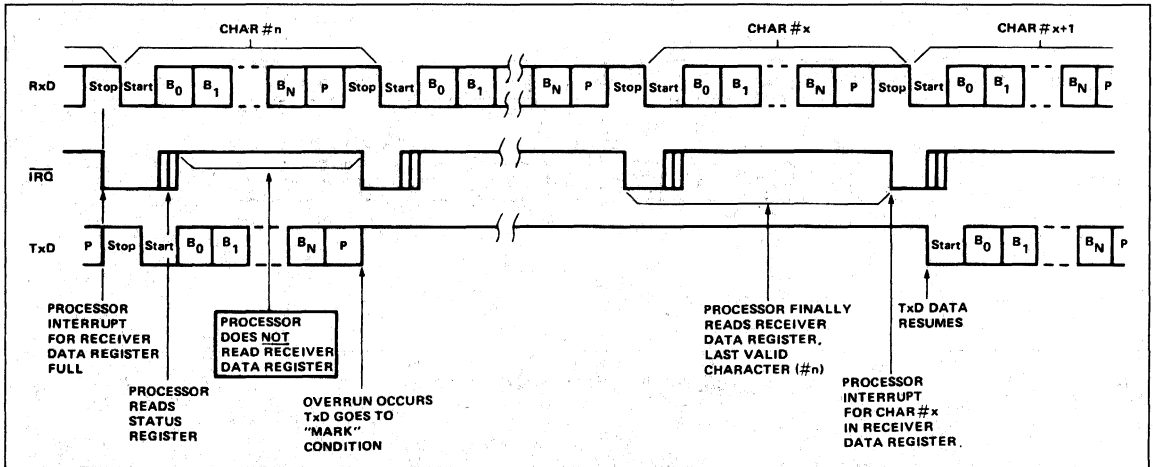 CHAR #n CHAR #x CHAR #x+1
RxD Stop Start B0 B1 BN P Stop Start B0 B1 BN P Stop Start B0 B1 BN P Stop Start B0 B1 BN P
IRQ
TxD P Stop Start B0 B1 BN P Start B0 B1 BN P
PROCESSOR
INTERRUPT
FOR RECEIVER
DATA REGISTER
FULL
PROCESSOR
READS
STATUS
REGISTER
PROCESSOR
DOES NOT
READ RECEIVER
DATA REGISTER
OVERRUN OCCURS
TxD GOES TO
"MARK"
CONDITION
PROCESSOR FINALLY
READS RECEIVER
DATA REGISTER,
LAST VALID
CHARACTER (#n)
PROCESSOR
INTERRUPT
FOR CHAR #x
IN RECEIVER
DATA REGISTER.
TxD DATA
RESUMES